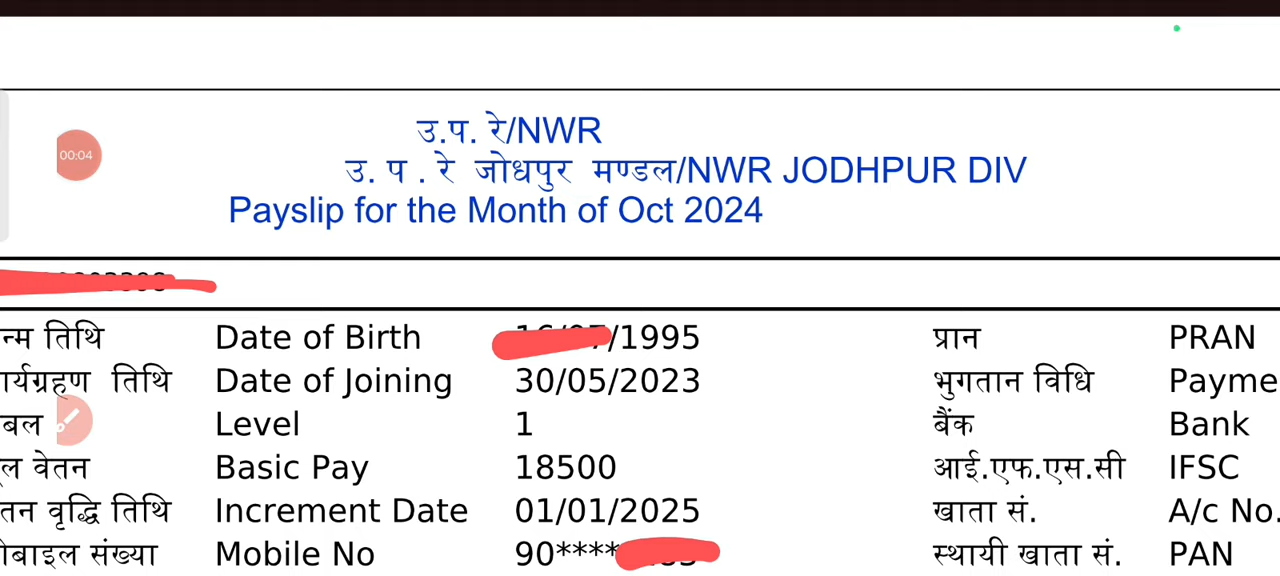 उ.प. रे/NWR
उ. प . रे जोधपुर मण्डल/NWR JODHPUR DIV
Payslip for the Month of Oct 2024
00:04
न्म तिथि Date of Birth /1995 प्रान PRAN
र्यग्रहण तिथि Date of Joining 30/05/2023 भुगतान विधि Payme
बल Level 1 बैंक Bank
ल वेतन Basic Pay 18500 आई.एफ.एस.सी IFSC
तन वृद्धि तिथि Increment Date 01/01/2025 खाता सं. A/c No.
ोबाइल संख्या Mobile No 90**** स्थायी खाता सं. PAN